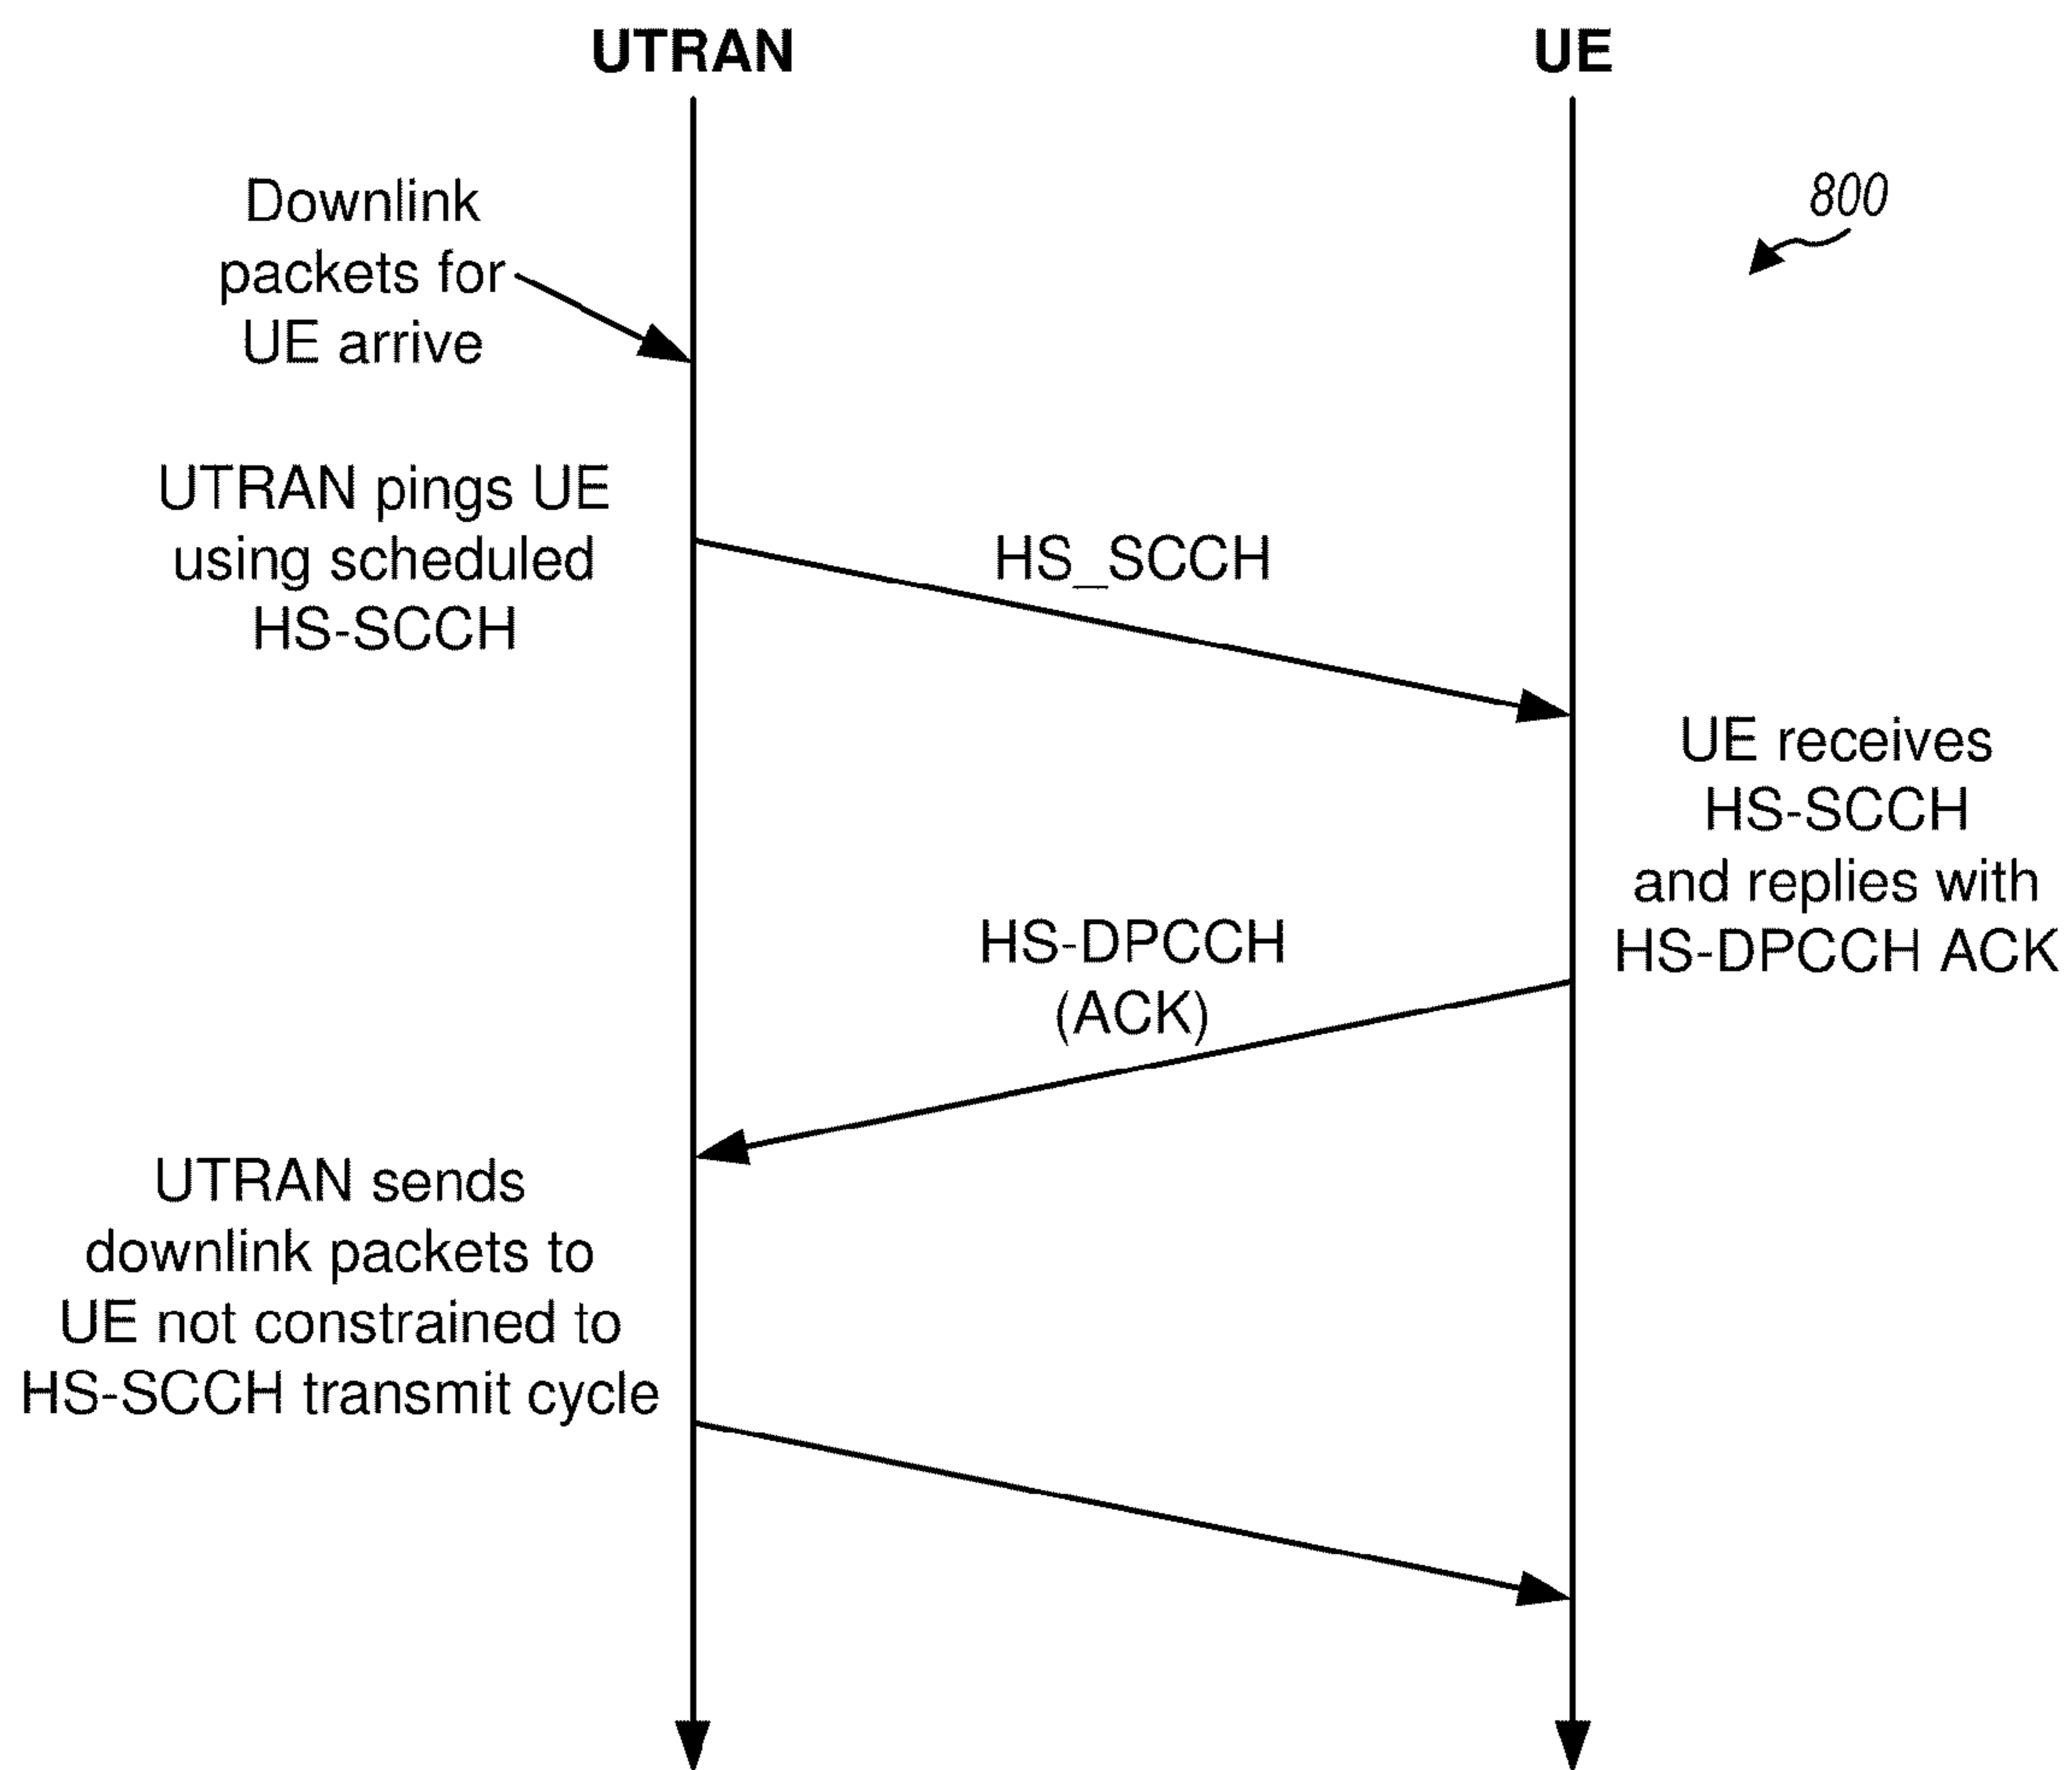 UTRAN
UE
800
Downlink
packets for
UE arrive
UTRAN pings UE
using scheduled
HS-SCCH
HS_SCCH
UE receives
HS-SCCH
and replies with
HS-DPCCH ACK
HS-DPCCH
(ACK)
UTRAN sends
downlink packets to
UE not constrained to
HS-SCCH transmit cycle